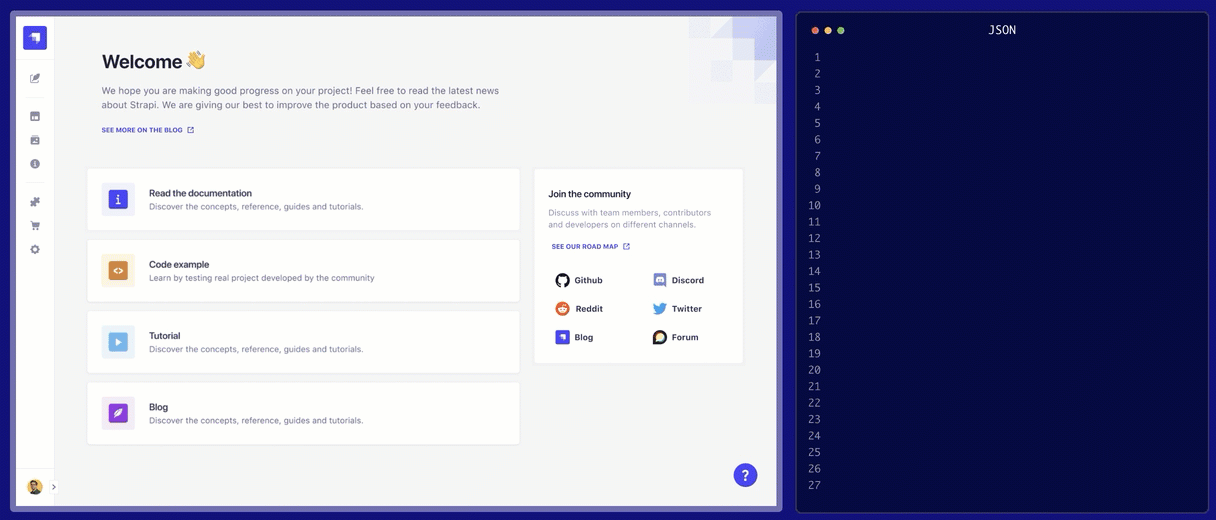 Welcome 👋
We hope you are making good progress on your project! Feel free to read the latest news
about Strapi. We are giving our best to improve the product based on your feedback.
SEE MORE ON THE BLOG
Read the documentation
Discover the concepts, reference, guides and tutorials.
Code example
Learn by testing real project developed by the community
Tutorial
Discover the concepts, reference, guides and tutorials.
Blog
Discover the concepts, reference, guides and tutorials.
Join the community
Discuss with team members, contributors
and developers on different channels.
SEE OUR ROAD MAP
Github
Discord
Reddit
Twitter
Blog
Forum
?
JSON
1
2
3
4
5
6
7
8
9
10
11
12
13
14
15
16
17
18
19
20
21
22
23
24
25
26
27